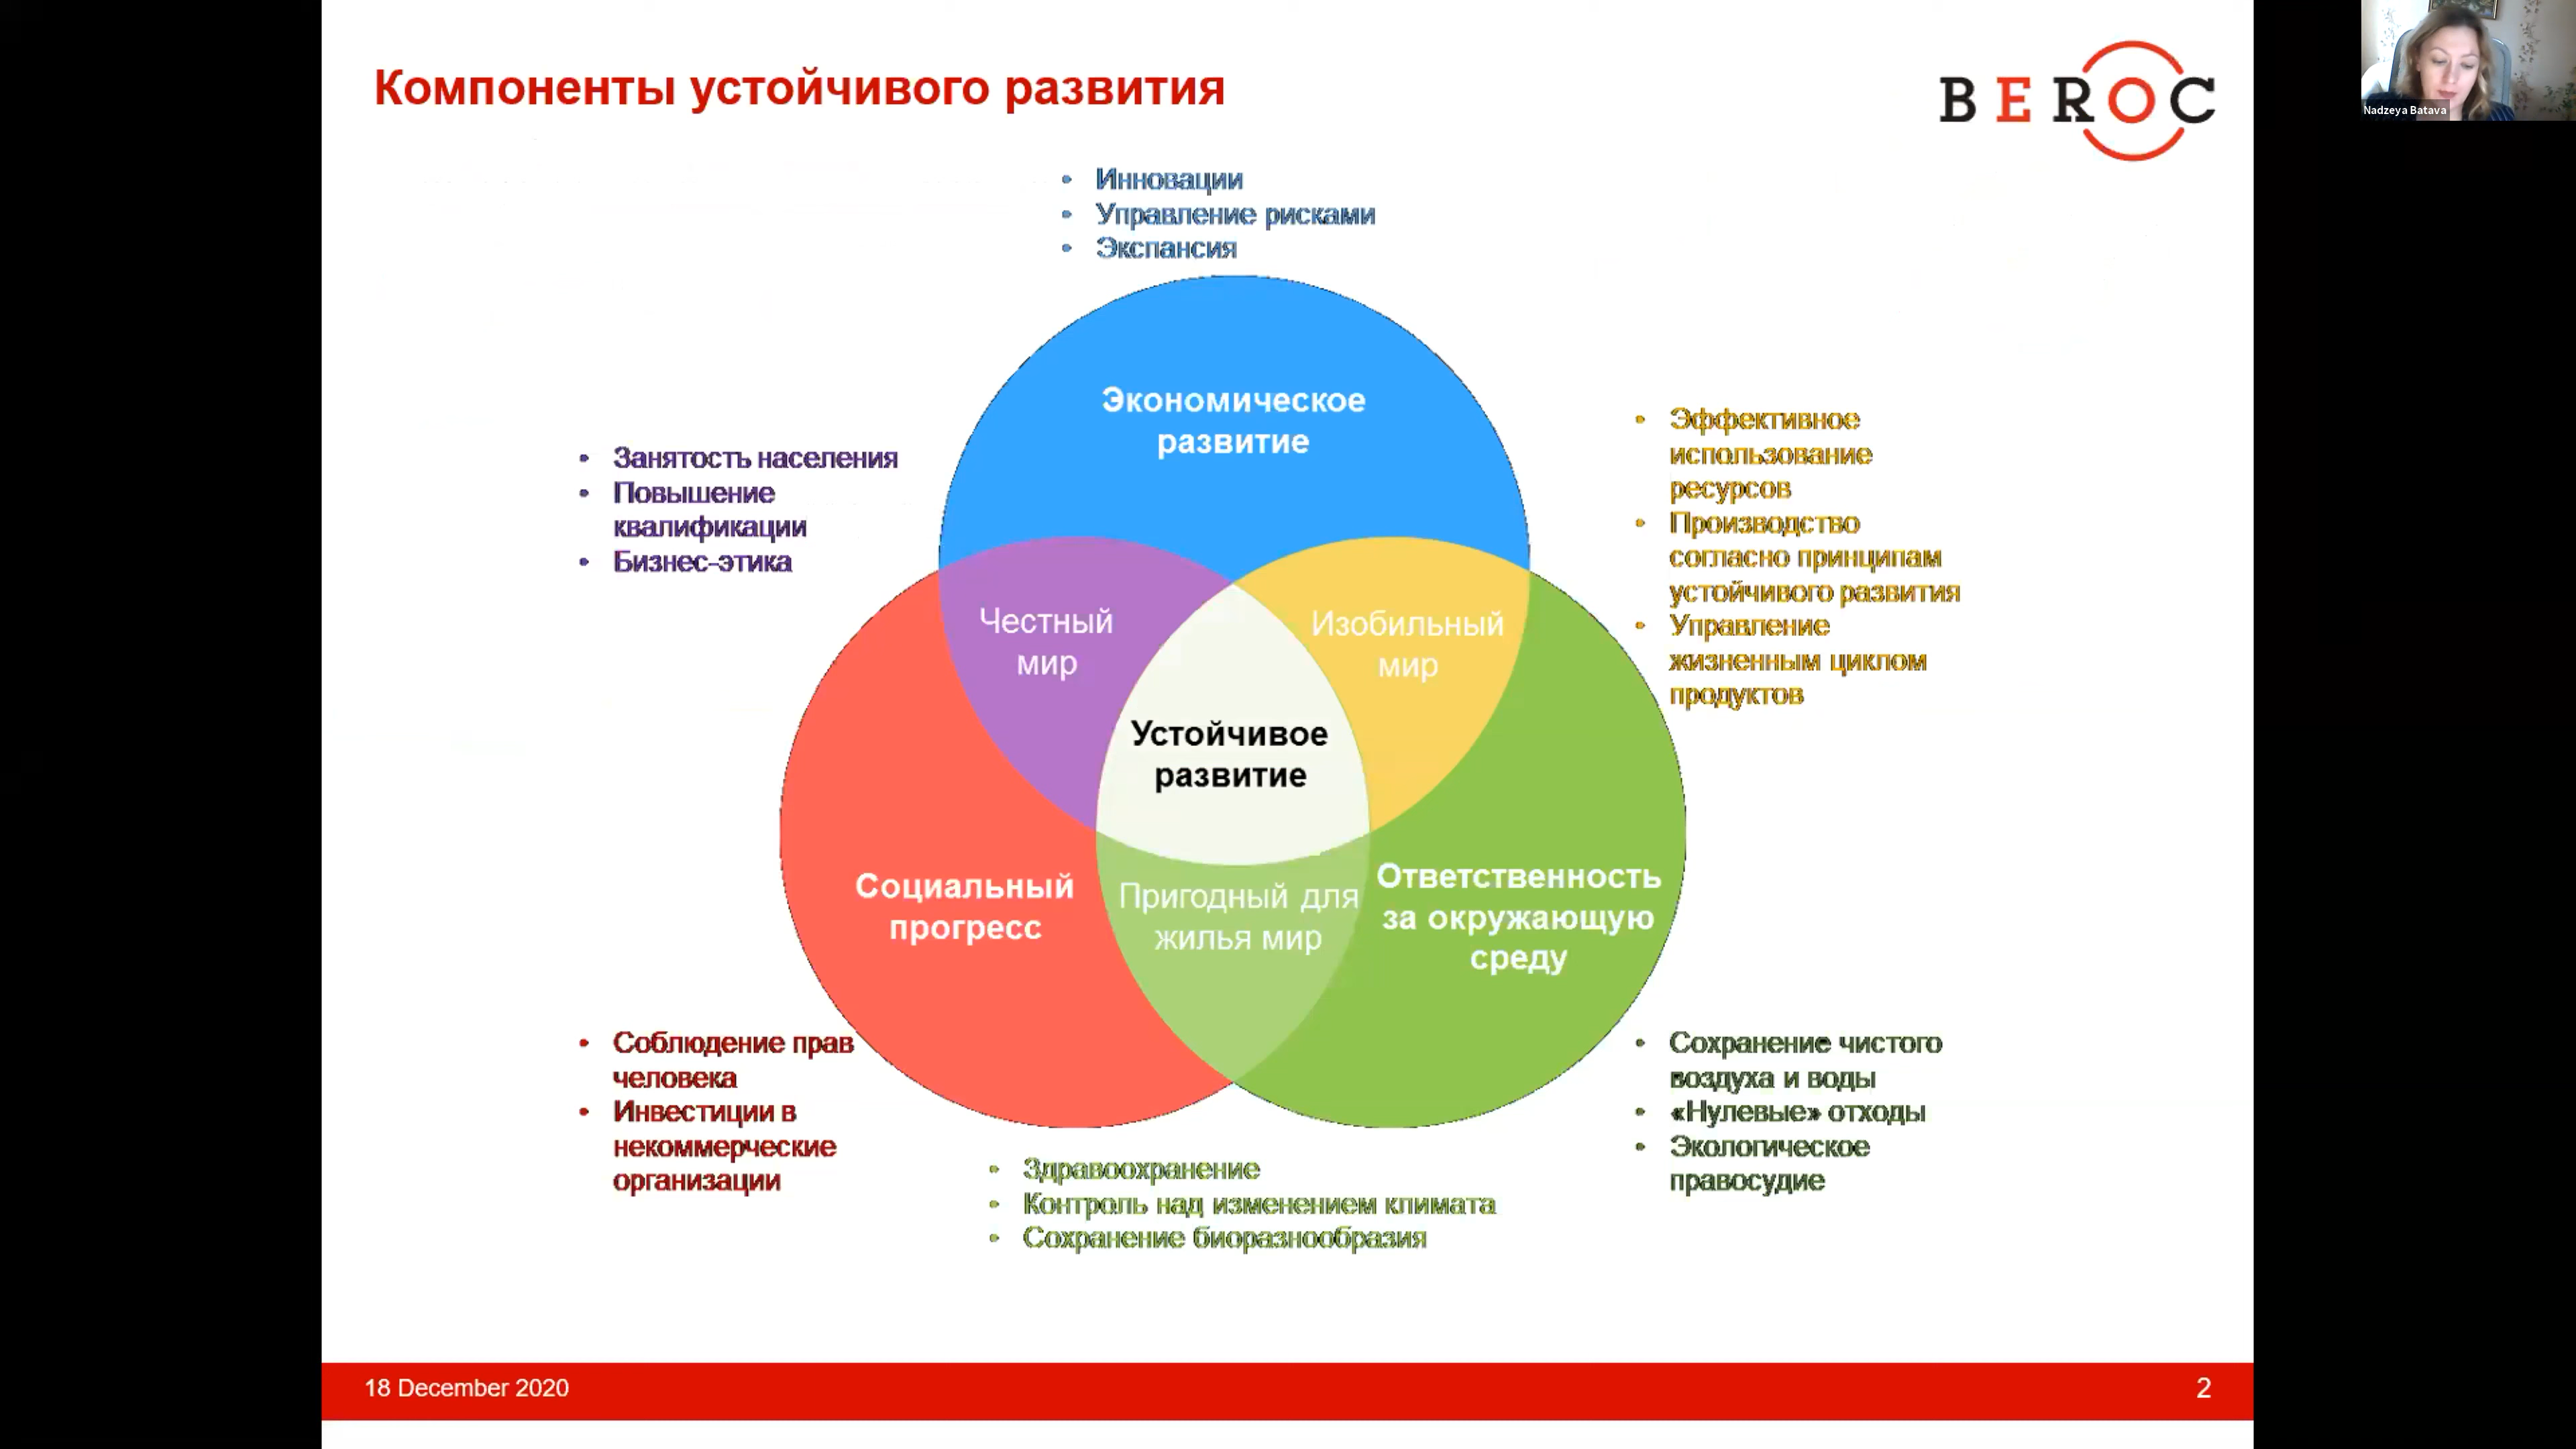 Компоненты устойчивого развития
BEROC
Nadzeya Batava
• Инновации
• Управление рисками
• Экспансия
Экономическое
развитие
• Занятость населения
• Повышение
квалификации
• Бизнес-этика
• Эффективное
использование
ресурсов
• Производство
согласно принципам
устойчивого развития
• Управление
жизненным циклом
продуктов
Честный
мир
Изобильный
мир
Устойчивое
развитие
Социальный
прогресс
Пригодный для
жилья мир
Ответственность
за окружающую
среду
• Соблюдение прав
человека
• Инвестиции в
некоммерческие
организации
• Здравоохранение
• Контроль над изменением климата
• Сохранение биоразнообразия
• Сохранение чистого
воздуха и воды
• «Нулевые» отходы
• Экологическое
правосудие
18 December 2020
2